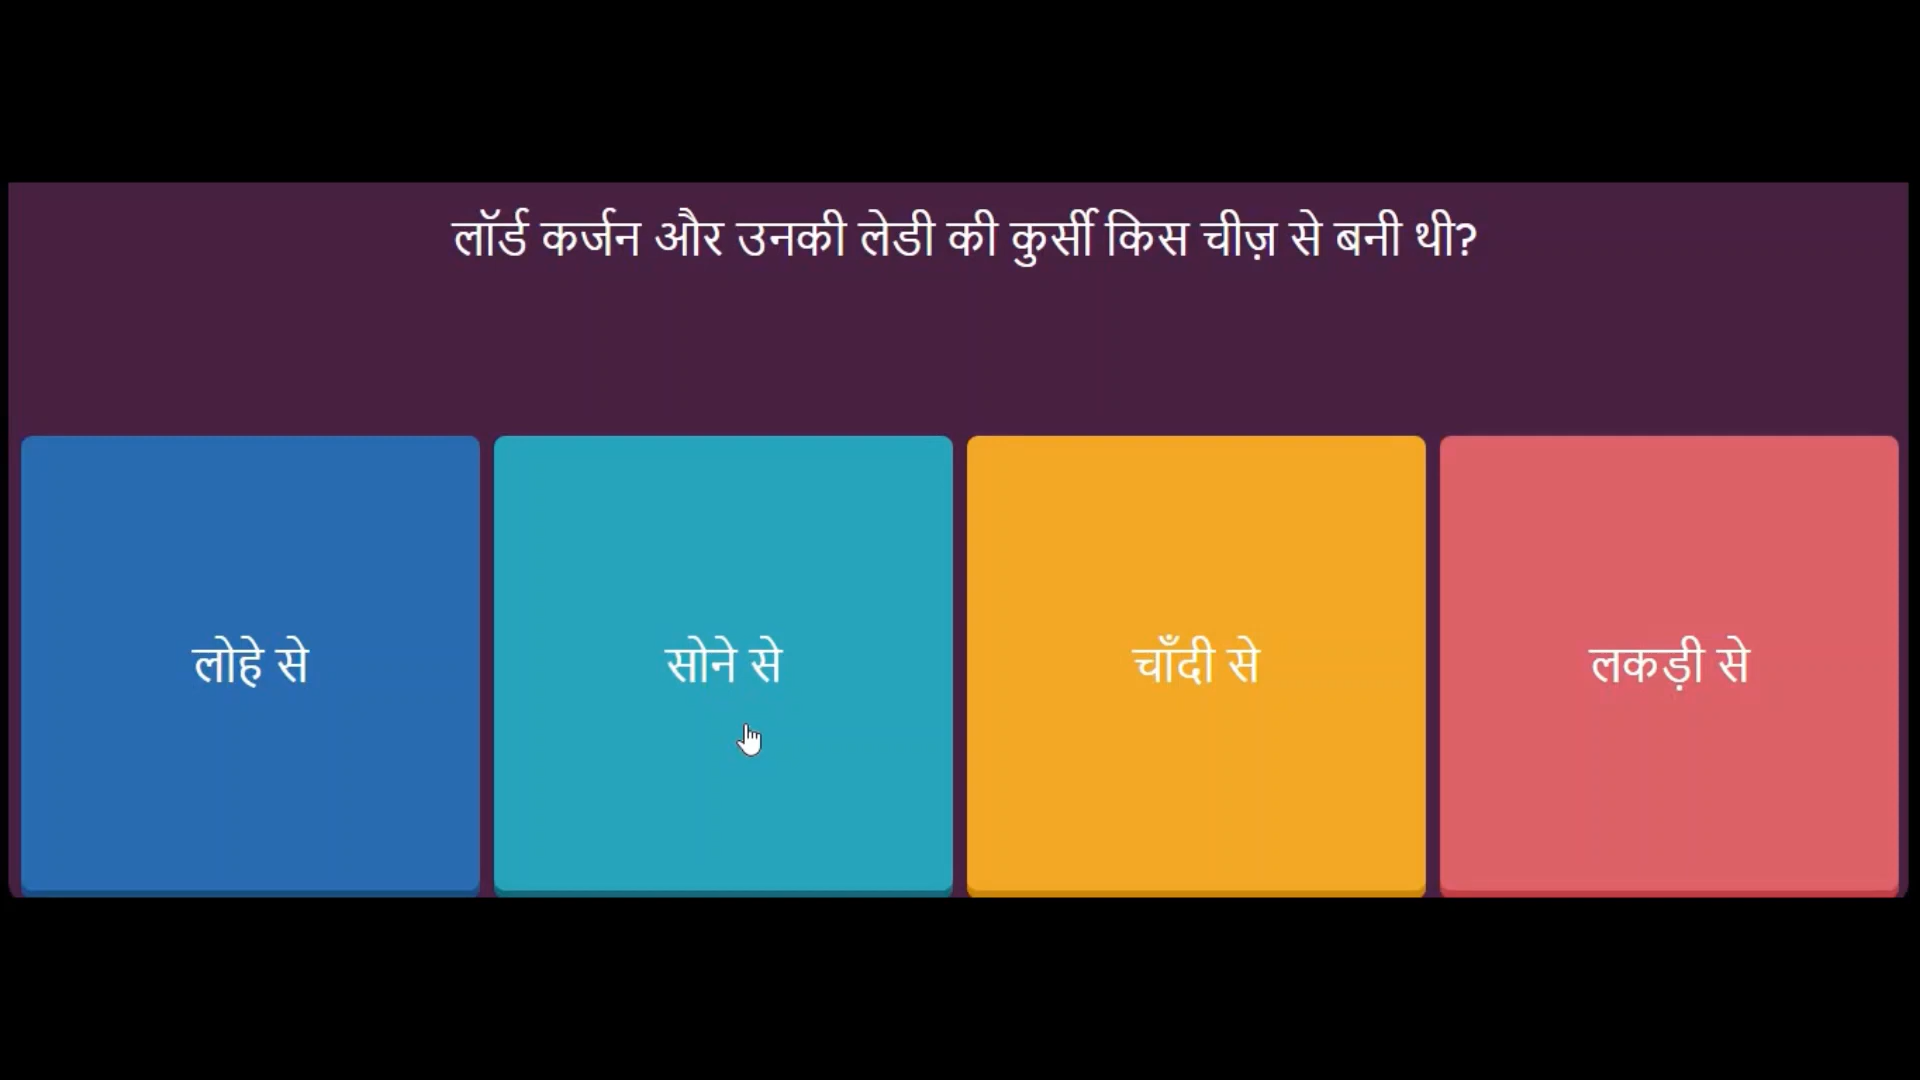 लॉर्ड कर्जन और उनकी लेडी की कुर्सी किस चीज़ से बनी थी?
लोहे से
सोने से
चाँदी से
लकड़ी से